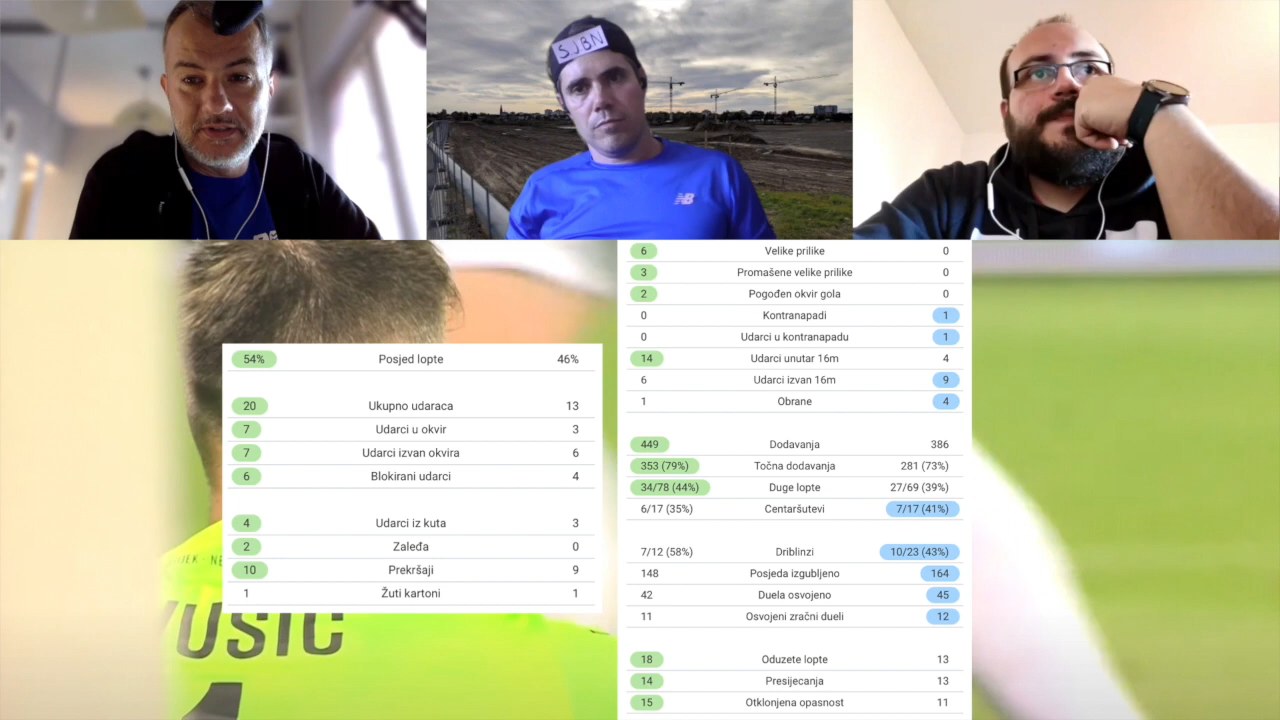 SJBN
NB
6 Velike prilike 0
3 Promašene velike prilike 0
2 Pogođen okvir gola 0
0 Kontranapadi 1
0 Udarci u kontranapadu 1
14 Udarci unutar 16m 4
6 Udarci izvan 16m 9
1 Obrane 4
449 Dodavanja 386
353 (79%) Točna dodavanja 281 (73%)
34/78 (44%) Duge lopte 27/69 (39%)
6/17 (35%) Centaršutevi 7/17 (41%)
7/12 (58%) Driblinzi 10/23 (43%)
148 Posjeda izgubljeno 164
42 Duela osvojeno 45
11 Osvojeni zračni dueli 12
18 Oduzete lopte 13
14 Presijecanja 13
15 Otklonjena opasnost 11
54% Posjed lopte 46%
20 Ukupno udaraca 13
7 Udarci u okvir 3
7 Udarci izvan okvira 6
6 Blokirani udarci 4
4 Udarci iz kuta 3
2 Zaleđa 0
10 Prekršaji 9
1 Žuti kartoni 1
VUSIĆ
1